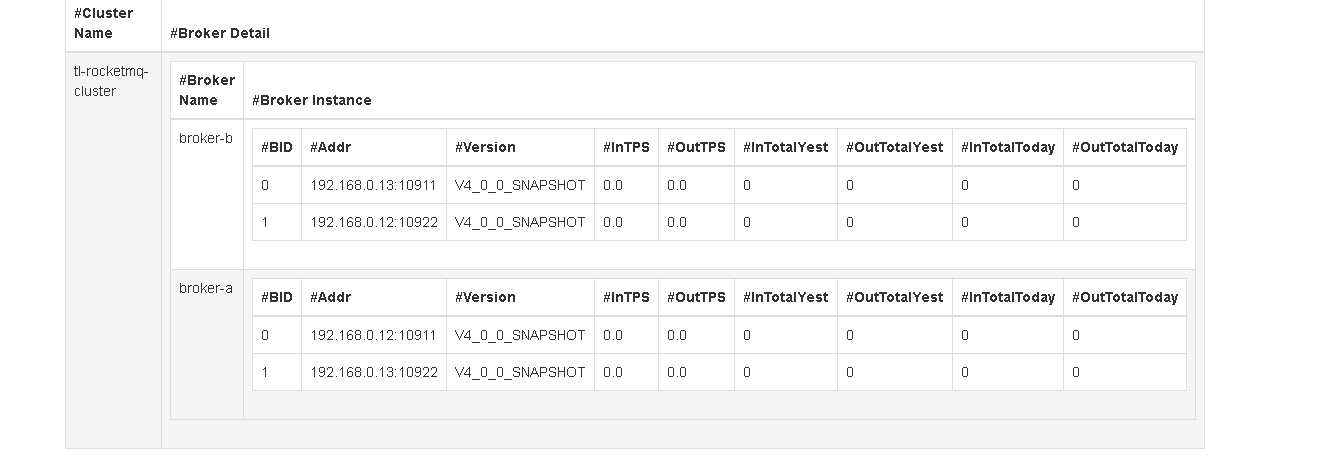 #Cluster
Name
#Broker Detail
tl-rocketmq-
cluster
#Broker
Name
#Broker Instance
broker-b
#BID #Addr #Version #InTPS #OutTPS #InTotalYest #OutTotalYest #InTotalToday #OutTotalToday
0 192.168.0.13:10911 V4_0_0_SNAPSHOT 0.0 0.0 0 0 0 0
1 192.168.0.12:10922 V4_0_0_SNAPSHOT 0.0 0.0 0 0 0 0
broker-a
#BID #Addr #Version #InTPS #OutTPS #InTotalYest #OutTotalYest #InTotalToday #OutTotalToday
0 192.168.0.12:10911 V4_0_0_SNAPSHOT 0.0 0.0 0 0 0 0
1 192.168.0.13:10922 V4_0_0_SNAPSHOT 0.0 0.0 0 0 0 0